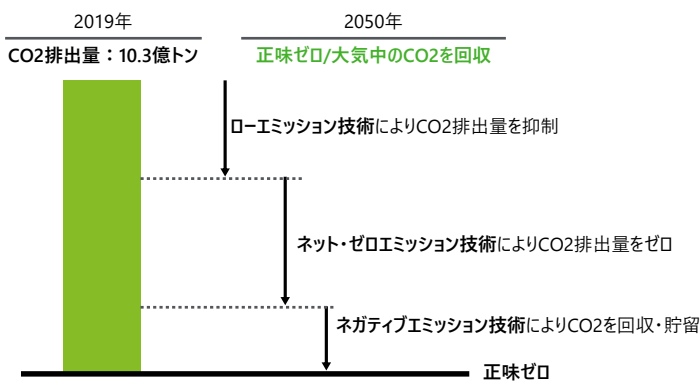 2019年
2050年
CO2排出量：10.3億トン
正味ゼロ/大気中のCO2を回収
ローエミッション技術によりCO2排出量を抑制
ネット・ゼロエミッション技術によりCO2排出量をゼロ
ネガティブエミッション技術によりCO2を回収・貯留
正味ゼロ